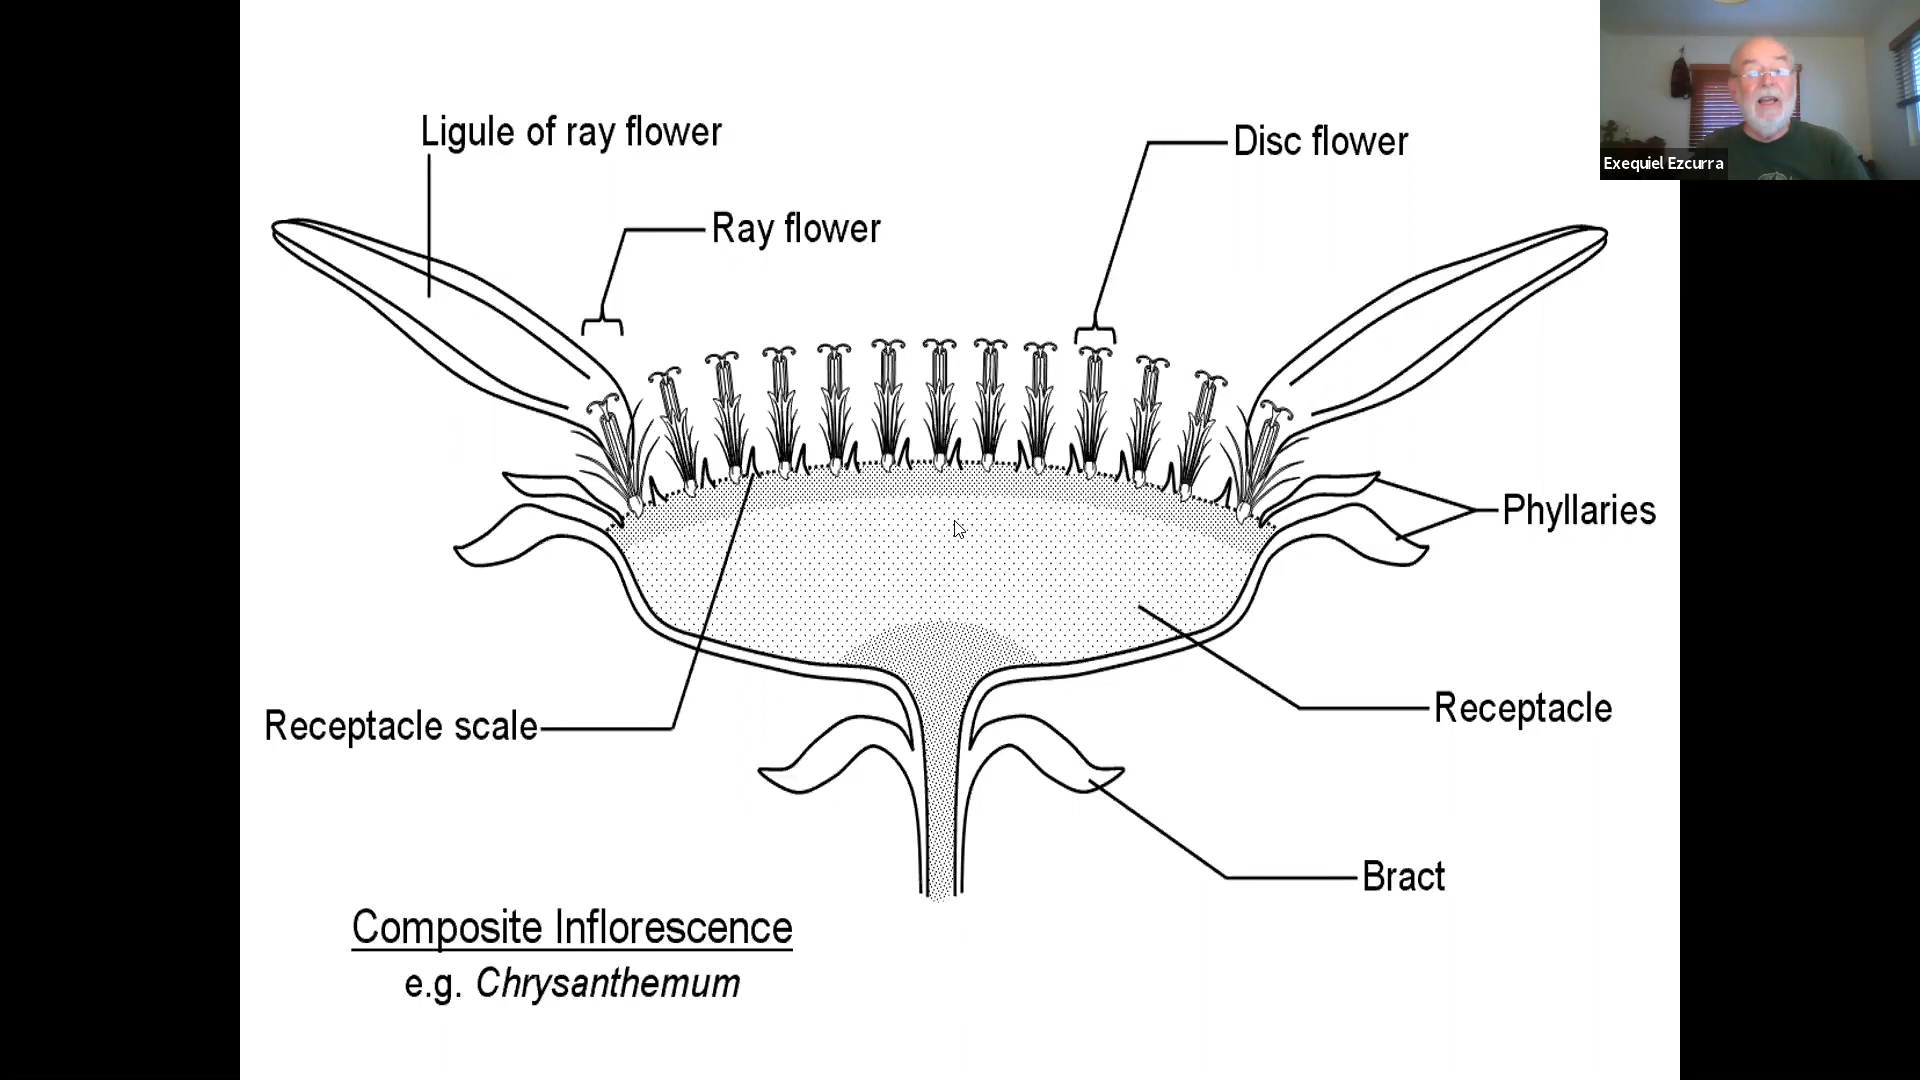 Ligule of ray flower
Disc flower
Exequiel Ezcurra
Ray flower
Phyllaries
Receptacle scale
Receptacle
Bract
Composite Inflorescence
e.g. Chrysanthemum